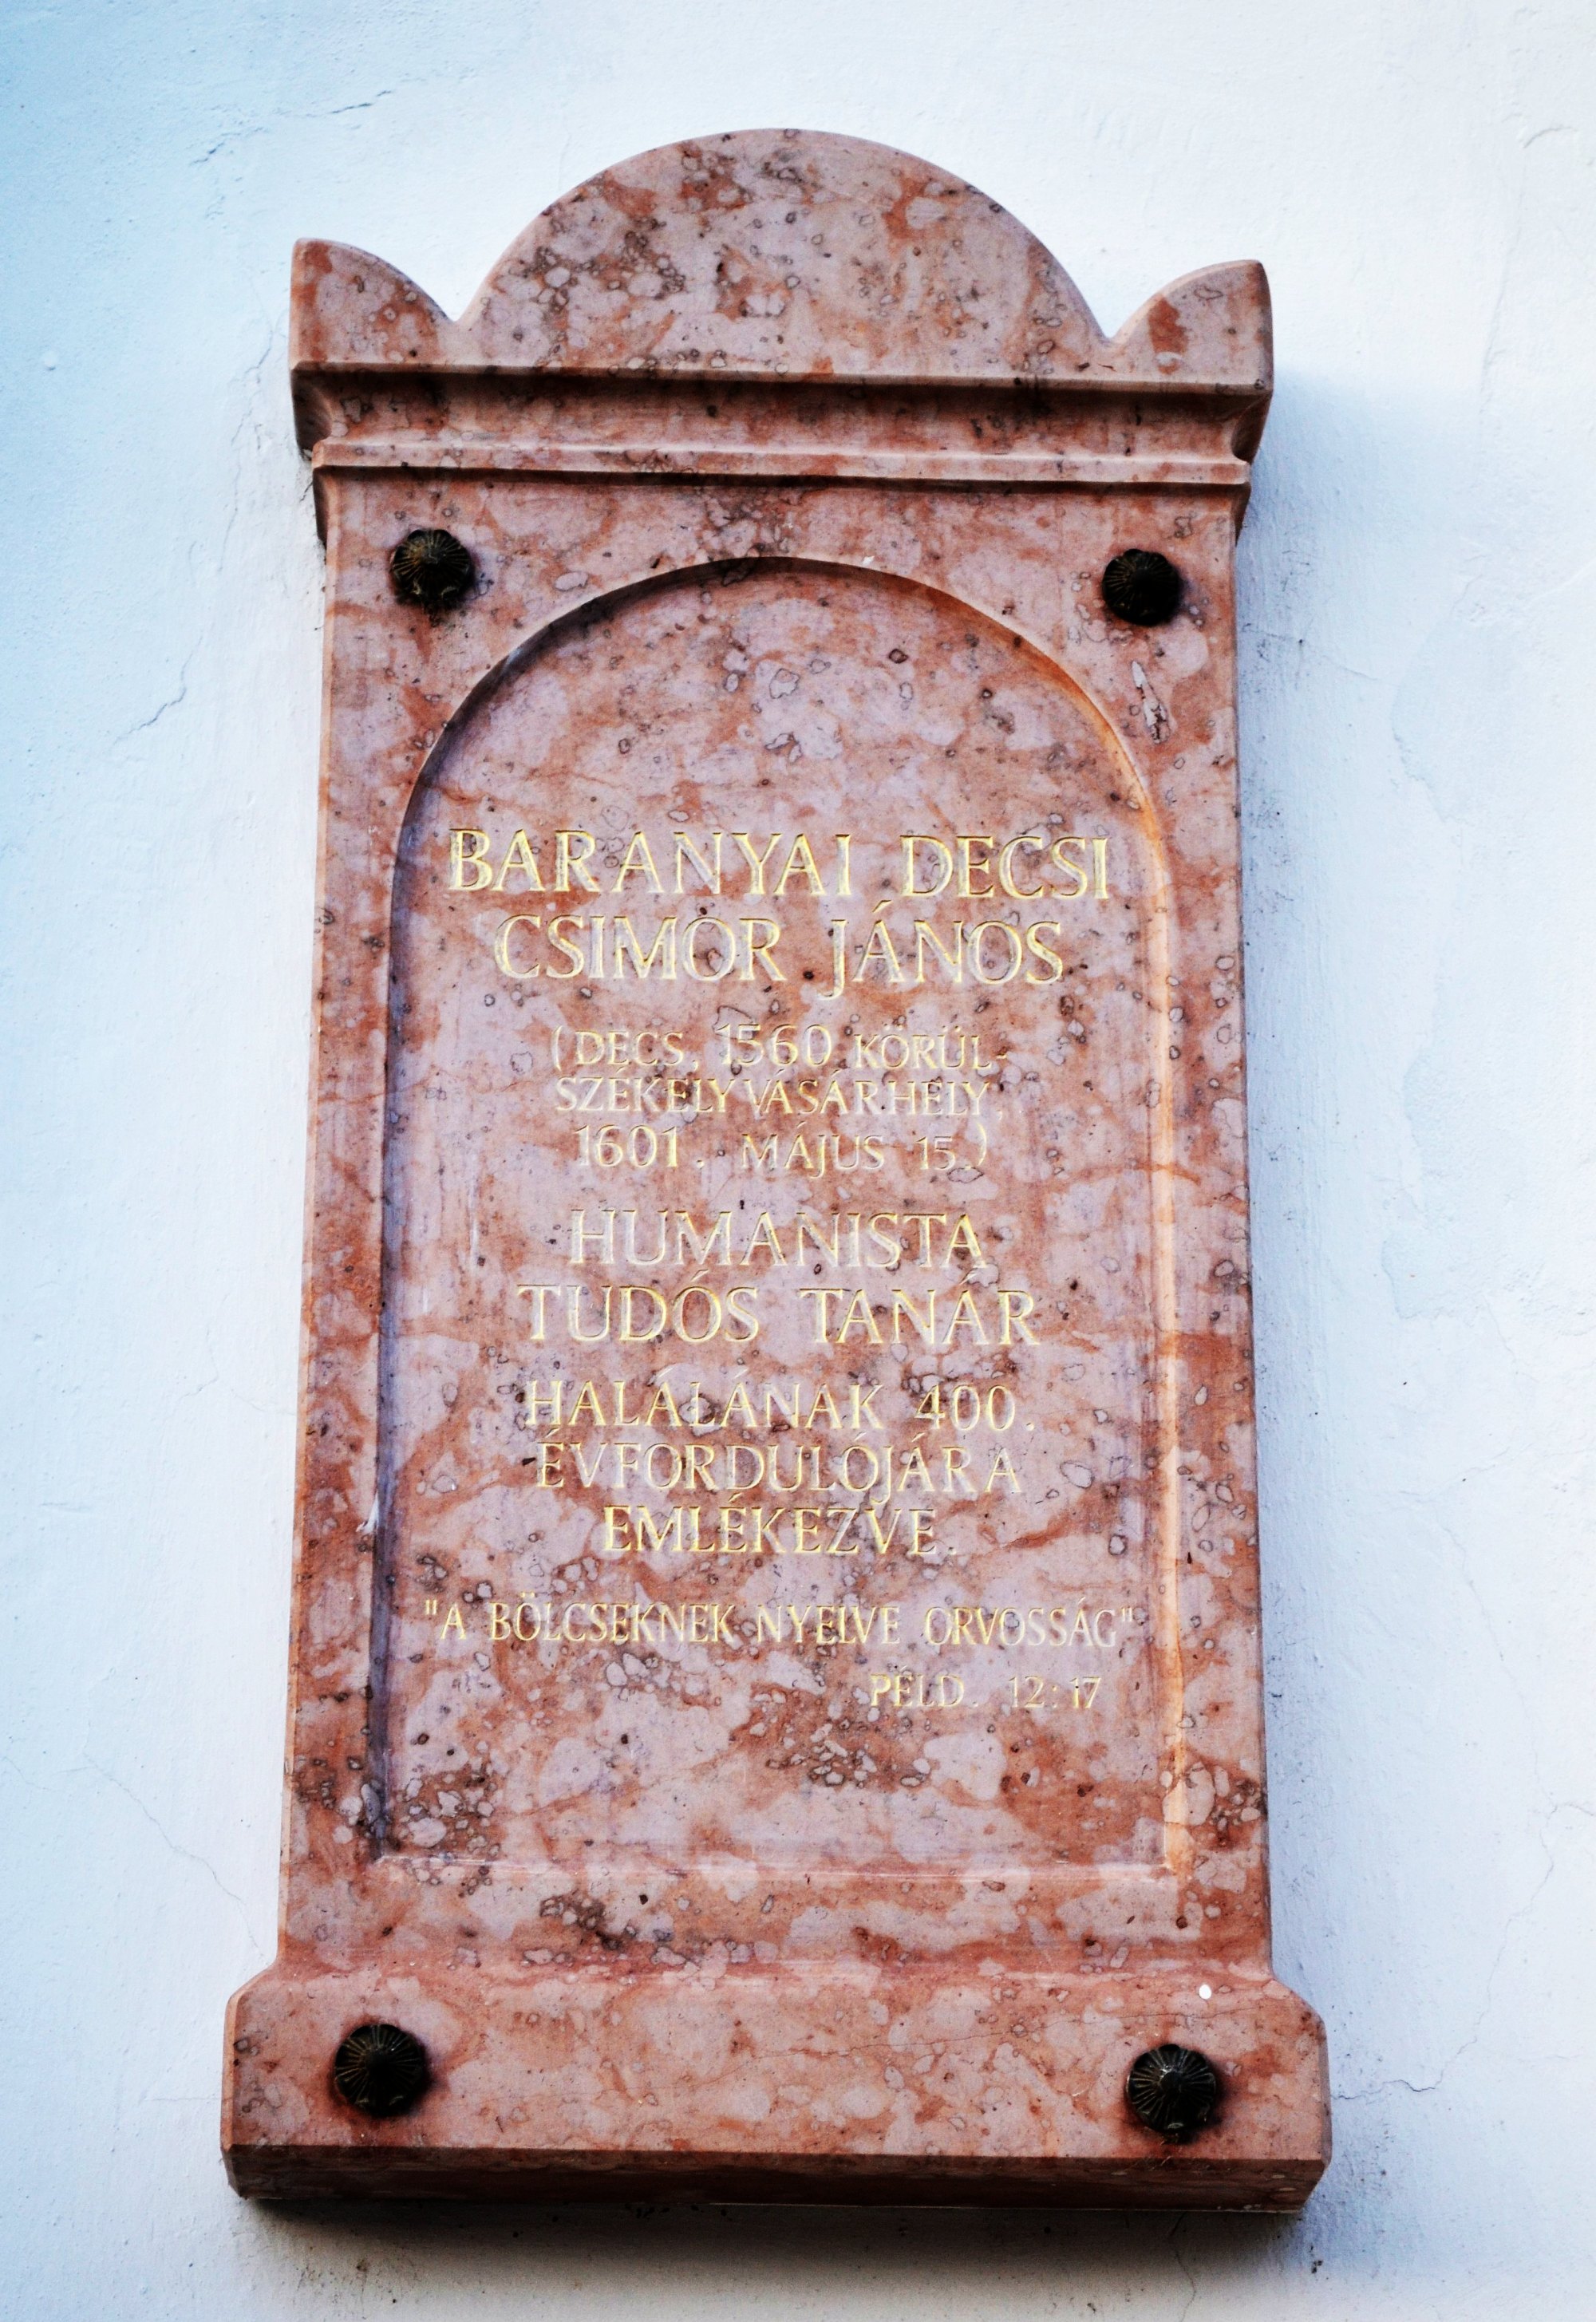 BARANYAI DECSI
CSIMOR JÁNOS
(DECS, 1560 KÖRÜL-
SZÉKELYVÁSÁRHELY,
1601. MÁJUS 15.)
HUMANISTA
TUDÓS TANÁR
HALÁLÁNAK 400.
ÉVFORDULÓJÁRA
EMLÉKEZVE.
"A BÖLCSEKNEK NYELVE ORVOSSÁG"
PÉLD. 12:17